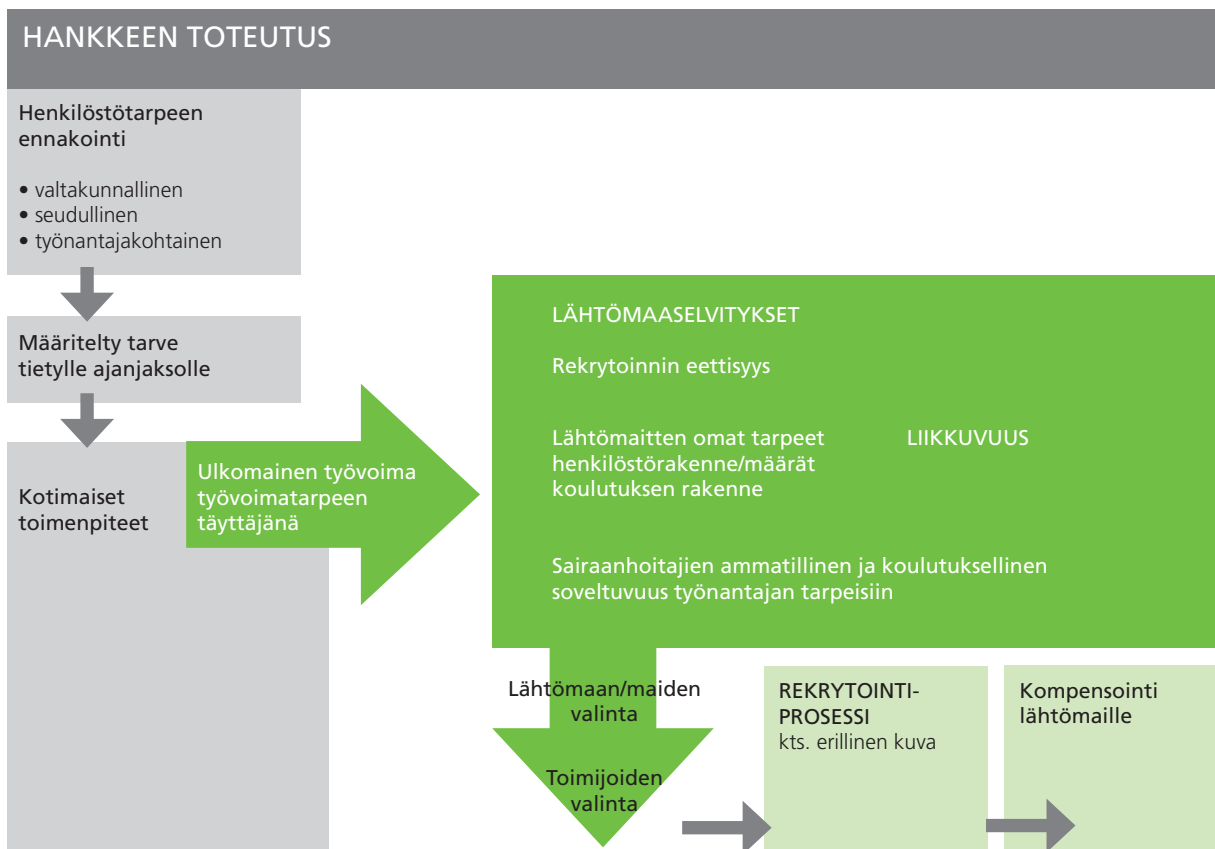 HANKKEEN TOTEUTUS
Henkilöstötarpeen
ennakointi
• valtakunnallinen
• seudullinen
• työnantajakohtainen
Määritelty tarve
tietylle ajanjaksolle
Kotimaiset
toimenpiteet
Ulkomainen työvoima
työvoimatarpeen
täyttäjänä
LÄHTÖMAASELVITYKSET
Rekrytoinnin eettisyys
Lähtömaitten omat tarpeet
henkilöstörakenne/määrät
koulutuksen rakenne
LIIKKUVUUS
Sairaanhoitajien ammatillinen ja koulutuksellinen
soveltuvuus työnantajan tarpeisiin
Lähtömaan/maiden
valinta
Toimijoiden
valinta
REKRYTOINTI-
PROSESSI
kts. erillinen kuva
Kompensointi
lähtömaille